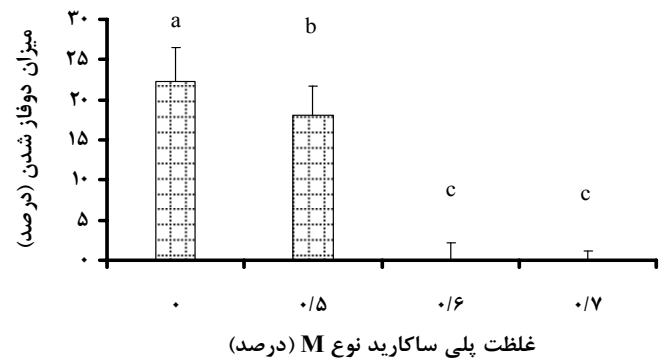 میزان دوفاز شدن (درصد)
۳۰
۲۵
۲۰
۱۵
۱۰
۵
۰
a
b
c
c
۰
۰/۵
۰/۶
۰/۷
غلظت پلی ساکارید نوع M (درصد)